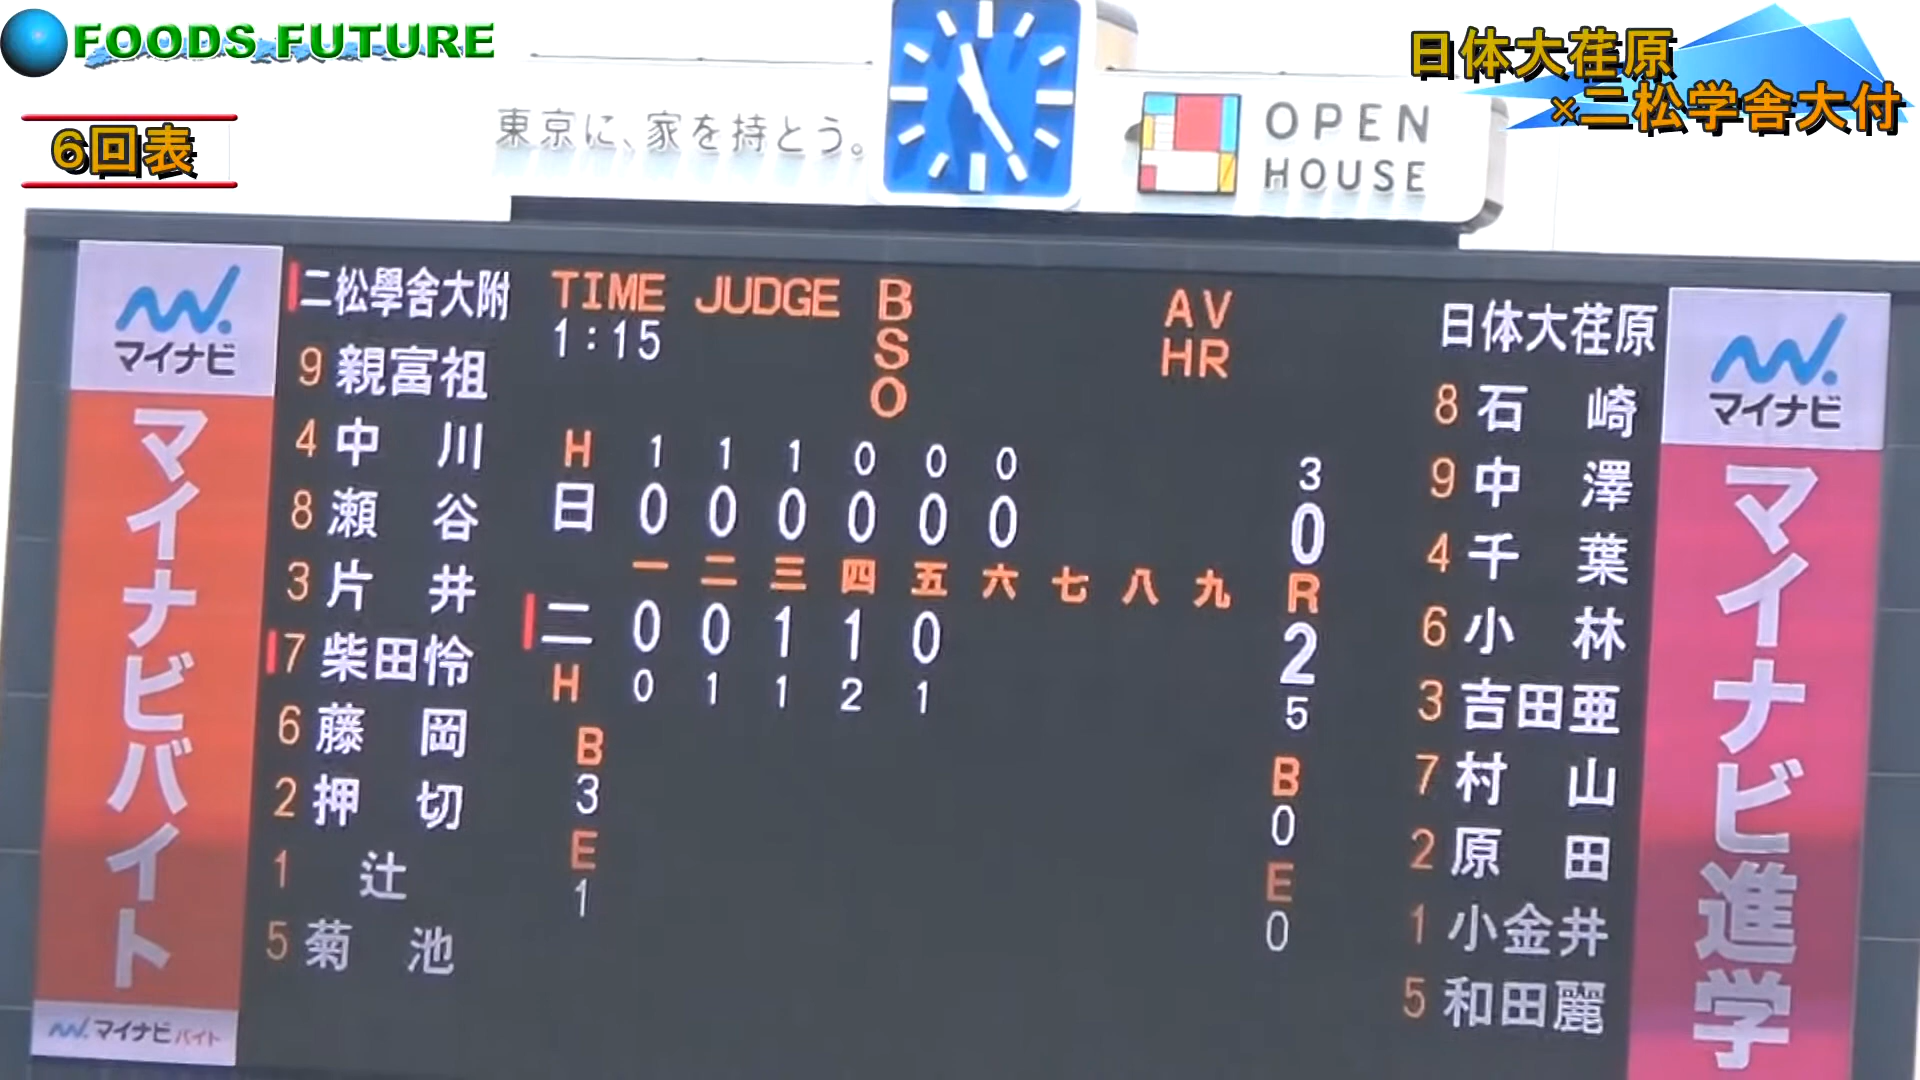 FOODS FUTURE
日体大荏原
×二松学舎大付
6回表
東京に、家を持とう。
OPEN
HOUSE
マイナビ
マイナビバイト
マイナビバイト
二松學舎大附
9 親富祖
4 中川
8 瀬谷
3 片井
7 柴田怜
6 藤岡
2 押切
1 辻
5 菊池
TIME JUDGE
1:15
B
S
O
AV
HR
H 1 1 1 0 0 0 3
日 0 0 0 0 0 0 0
一 二 三 四 五 六 七 八 九 R
二 0 0 1 1 0 2
H 0 1 1 2 1 5
B
3
E
1
B
0
E
0
日体大荏原
8 石崎
9 中澤
4 千葉
6 小林
3 吉田亜
7 村山
2 原田
1 小金井
5 和田麗
マイナビ
マイナビ進学